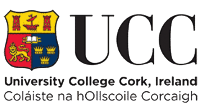 UCC
University College Cork, Ireland
Coláiste na hOllscoile Corcaigh